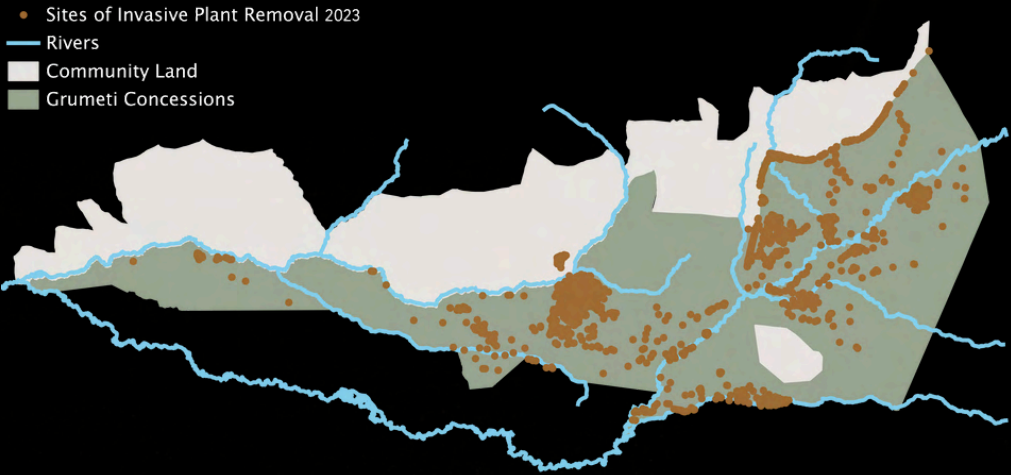 Sites of Invasive Plant Removal 2023
Rivers
Community Land
Grumeti Concessions